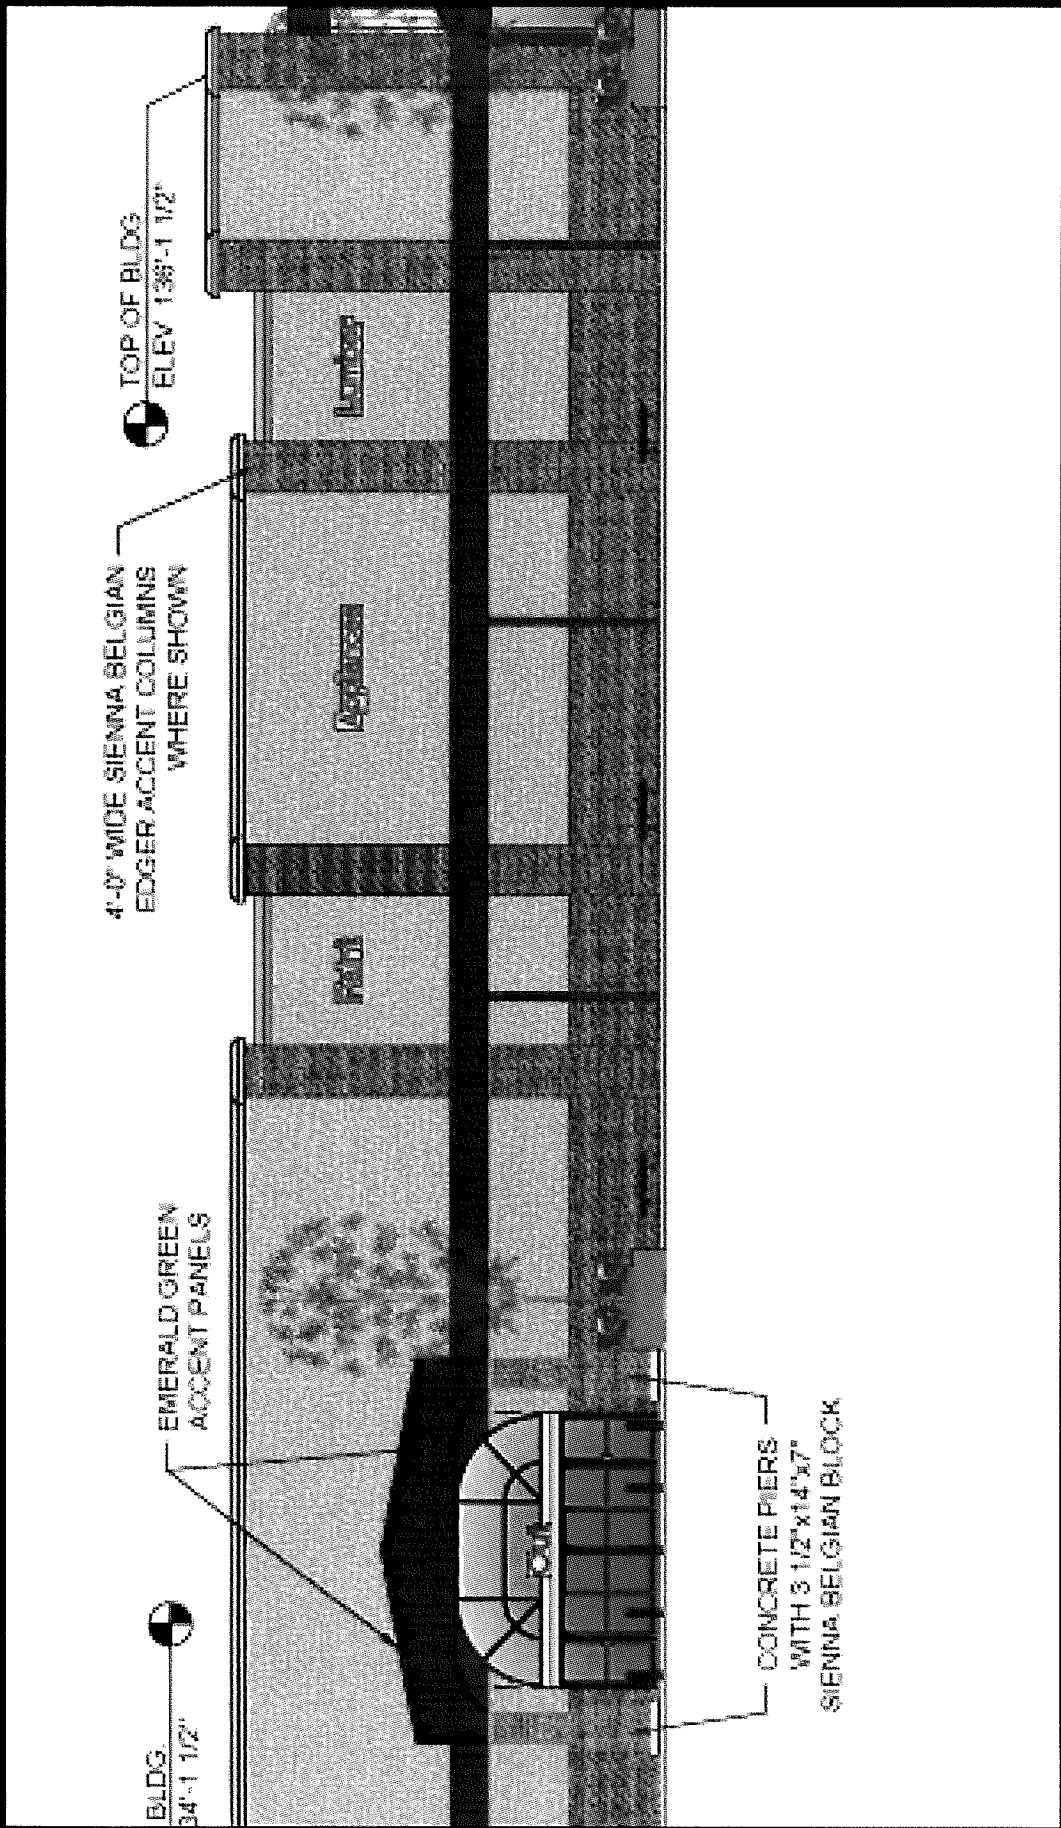 BLDG.
34'-1 1/2"
EMERALD GREEN
ACCENT PANELS
4'-0" WIDE SIENNA BELGIAN
EDGER ACCENT COLUMNS
WHERE SHOWN
TOP OF BLDG
ELEV 136'-1 1/2"
Paint
Appliances
Lumber
Exit
CONCRETE PIERS
WITH 3 1/2"x14"x7"
SIENNA BELGIAN BLOCK